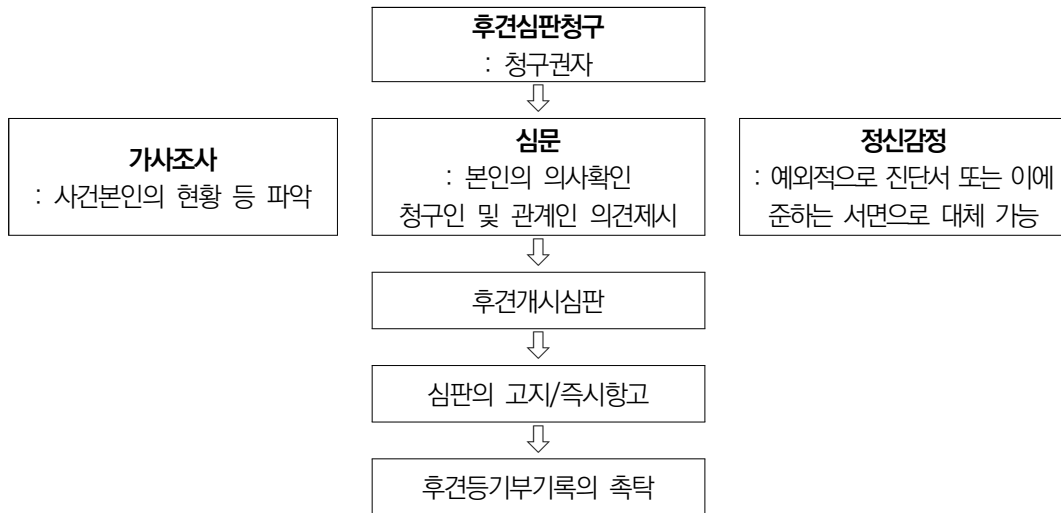 후견심판청구
: 청구권자
가사조사
: 사건본인의 현황 등 파악
심문
: 본인의 의사확인
청구인 및 관계인 의견제시
정신감정
: 예외적으로 진단서 또는 이에
준하는 서면으로 대체 가능
후견개시심판
심판의 고지/즉시항고
후견등기부기록의 촉탁